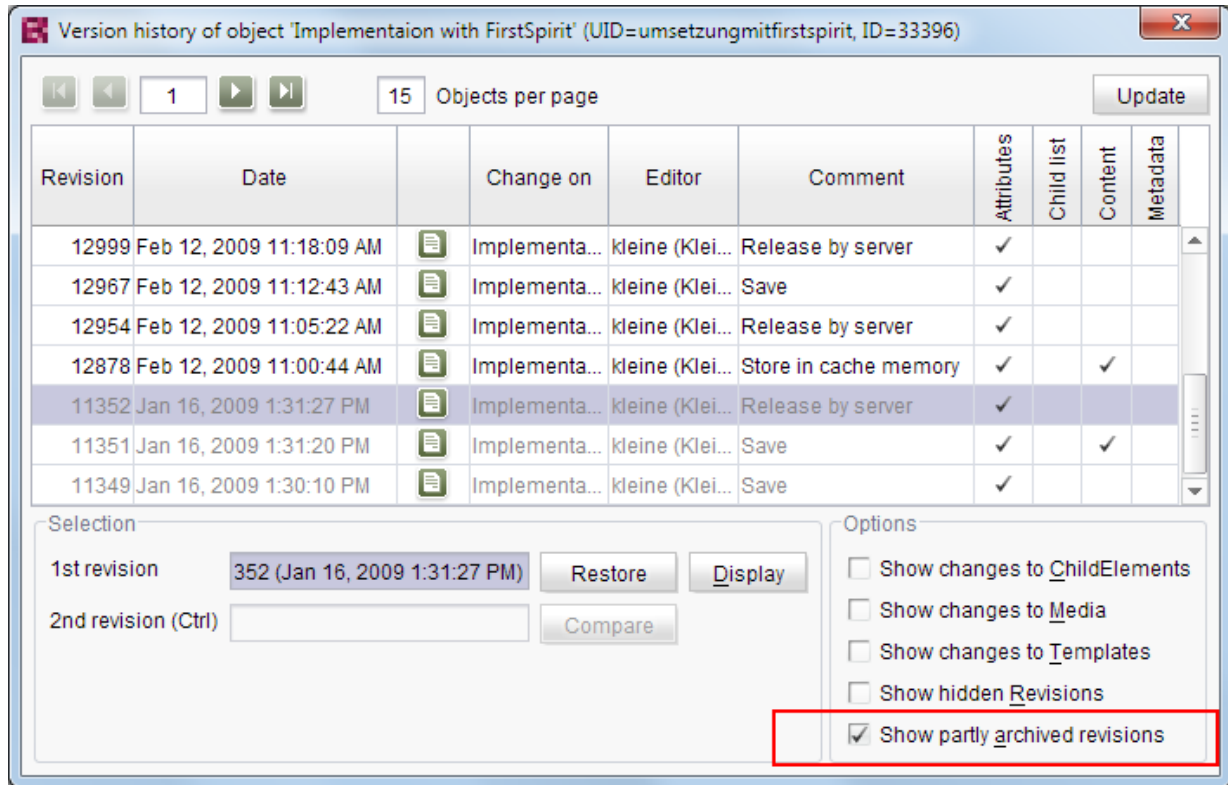 Version history of object 'Implementaion with FirstSpirit' (UID=umsetzungmitfirstspirit, ID=33396)
1 15 Objects per page Update
Revision Date Change on Editor Comment Attributes Child list Content Metadata
12999 Feb 12, 2009 11:18:09 AM Implementa... kleine (Klei... Release by server ✓
12967 Feb 12, 2009 11:12:43 AM Implementa... kleine (Klei... Save ✓
12954 Feb 12, 2009 11:05:22 AM Implementa... kleine (Klei... Release by server ✓
12878 Feb 12, 2009 11:00:44 AM Implementa... kleine (Klei... Store in cache memory ✓ ✓
11352 Jan 16, 2009 1:31:27 PM Implementa... kleine (Klei... Release by server ✓
11351 Jan 16, 2009 1:31:20 PM Implementa... kleine (Klei... Save ✓ ✓
11349 Jan 16, 2009 1:30:10 PM Implementa... kleine (Klei... Save ✓
Selection
1st revision 352 (Jan 16, 2009 1:31:27 PM) Restore Display
2nd revision (Ctrl) Compare
Options
Show changes to ChildElements
Show changes to Media
Show changes to Templates
Show hidden Revisions
Show partly archived revisions